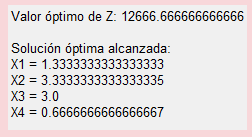 Valor óptimo de Z: 12666.666666666666
Solución óptima alcanzada:
X1 = 1.3333333333333333
X2 = 3.3333333333333335
X3 = 3.0
X4 = 0.6666666666666667